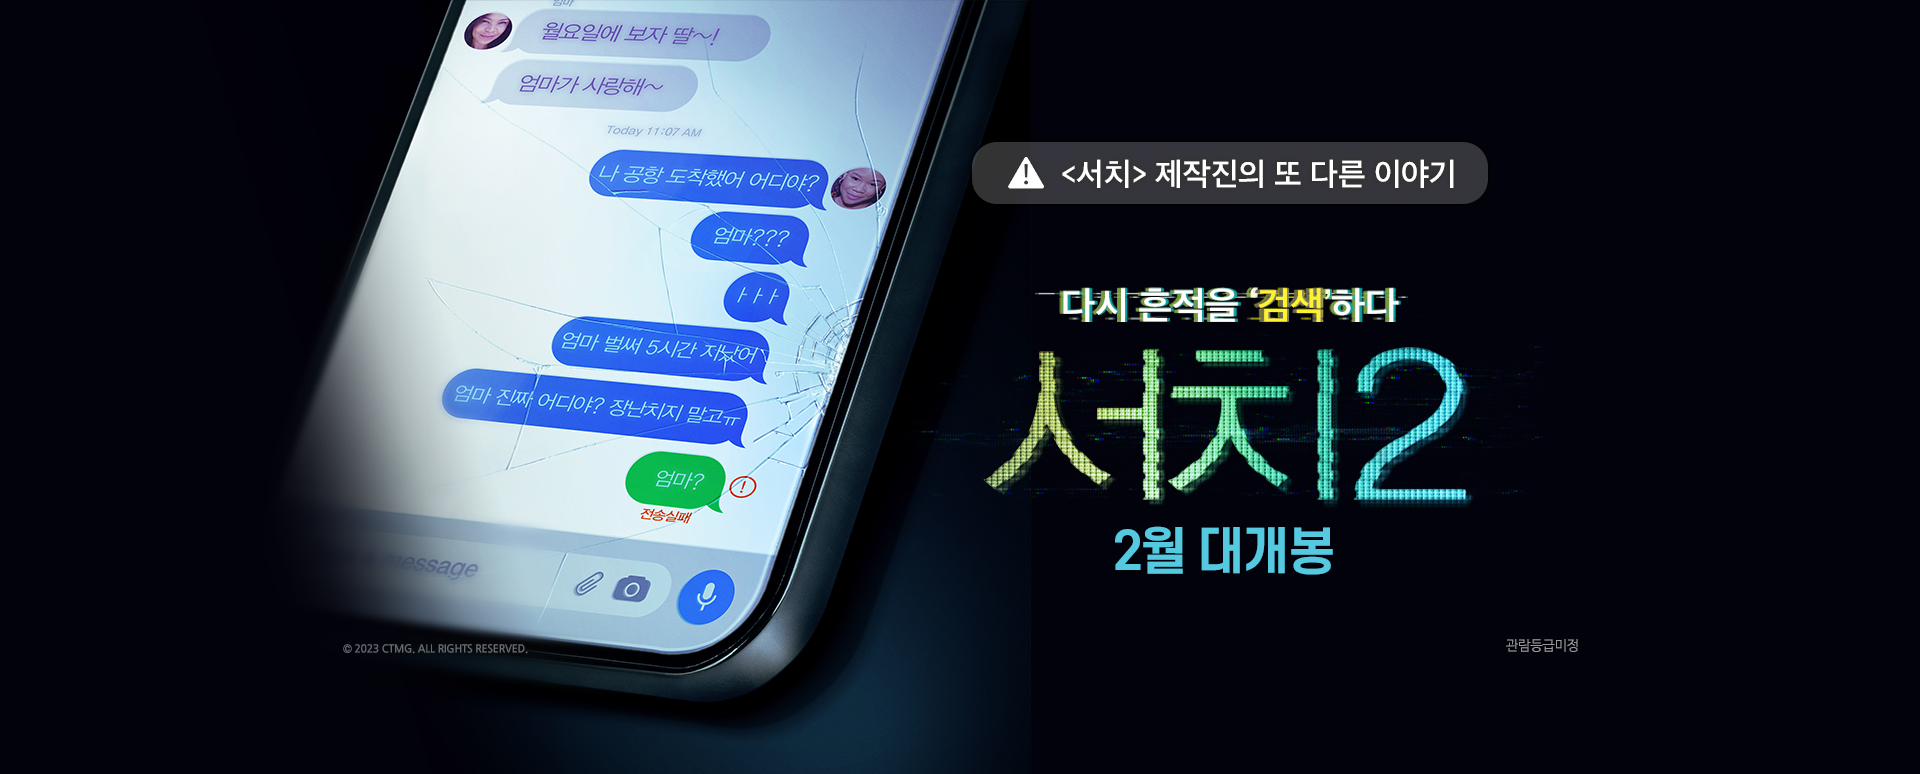 엄마
월요일에 보자 딸~!
엄마가 사랑해~
Today 11:07 AM
나 공항 도착했어 어디야?
엄마???
ㅏㅏㅏ
엄마 벌써 5시간 지났어
엄마 진짜 어디야? 장난치지 말고ㅠ
엄마?
전송실패
message
© 2023 CTMG. ALL RIGHTS RESERVED.
<서치> 제작진의 또 다른 이야기
다시 흔적을 ‘검색’하다
서치2
2월 대개봉
관람등급미정